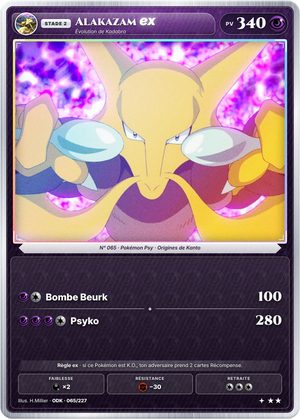 STADE 2 ALAKAZAM ex PV 340
Évolution de Kadabra
N° 065 · Pokémon Psy · Origines de Kanto
Bombe Beurk 100
Psyko 280
Règle ex - si ce Pokémon est K.O., ton adversaire prend 2 cartes Récompense.
FAIBLESSE RÉSISTANCE RETRAITE
×2 −30
Illus. H.Millier · ODK · 065/227